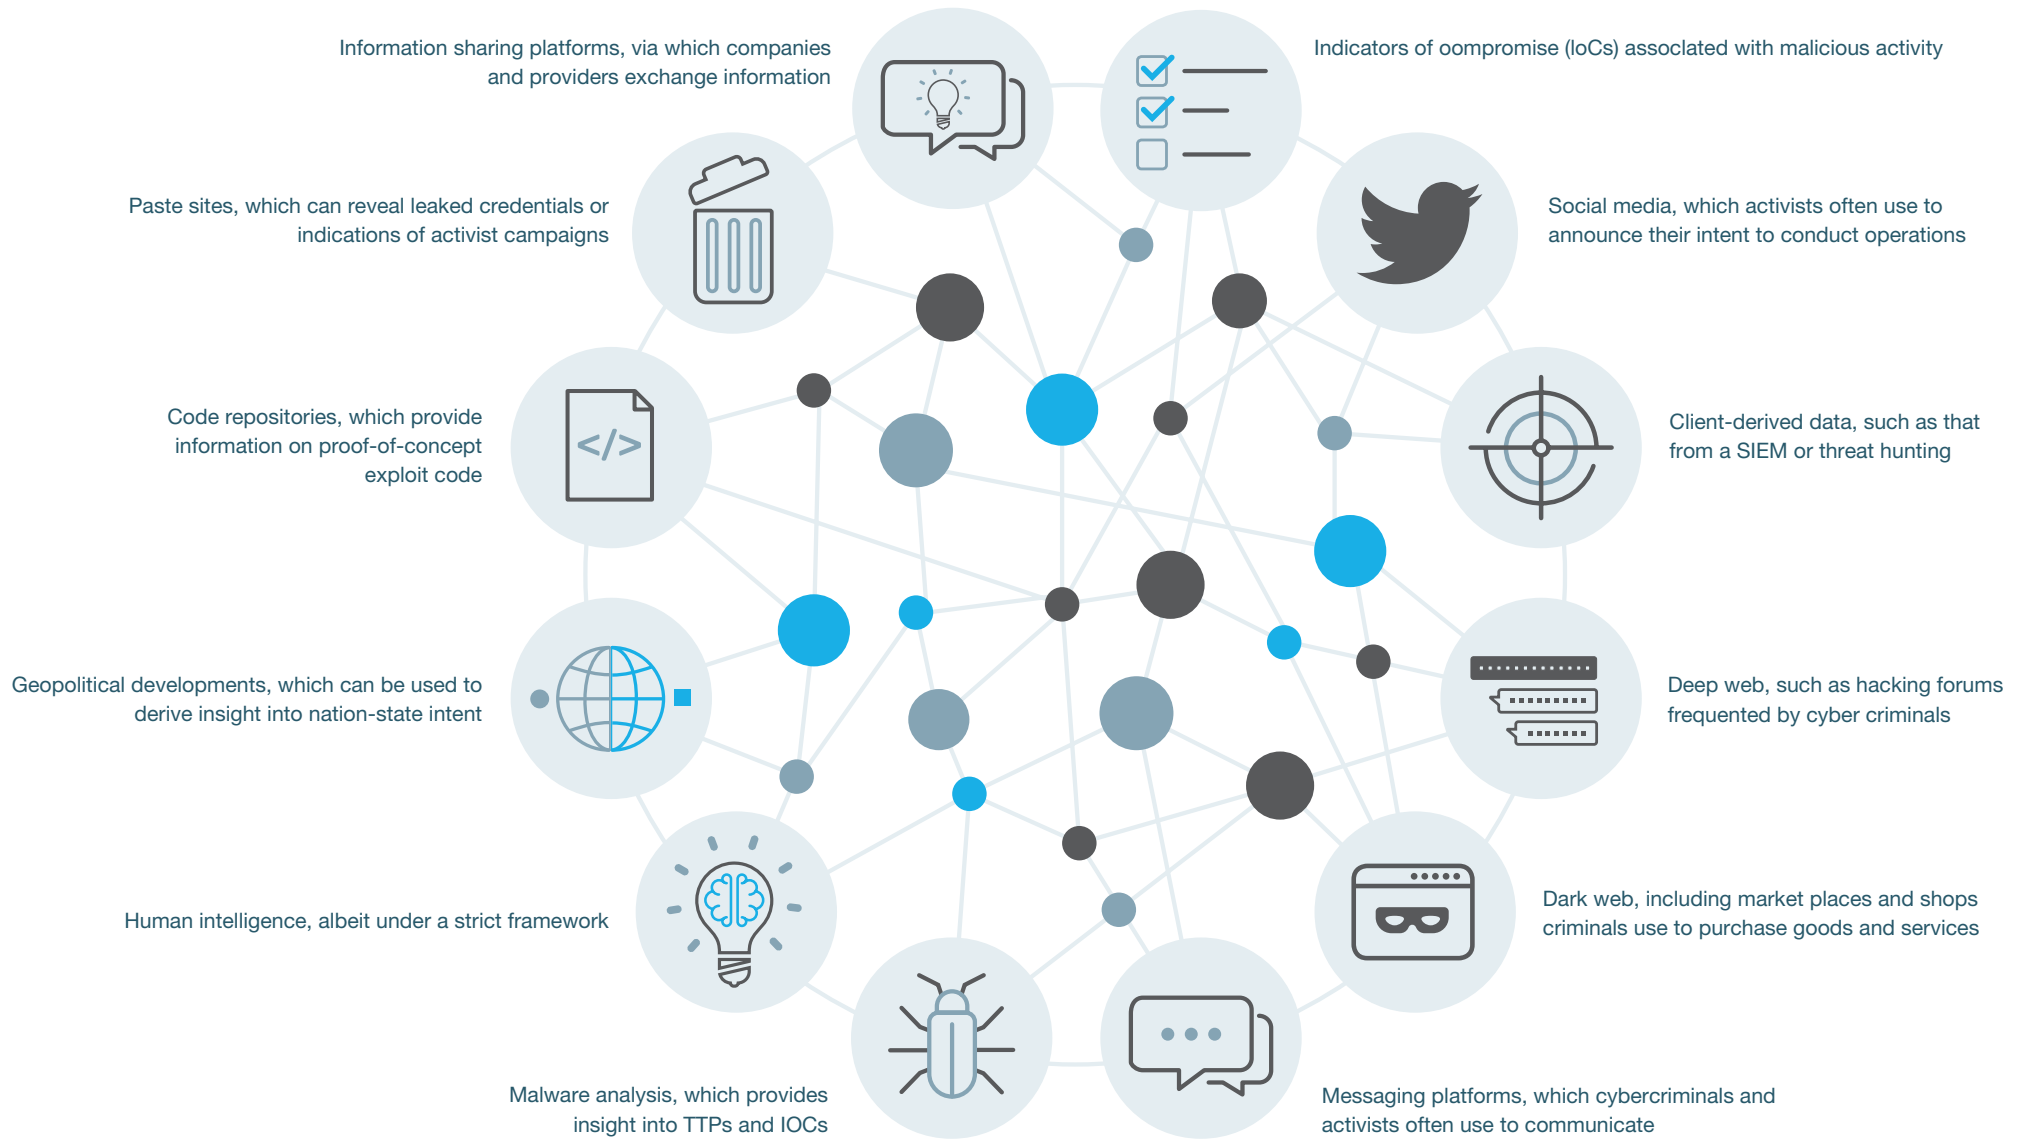 Information sharing platforms, via which companies
and providers exchange information
Indicators of oompromise (IoCs) associated with malicious activity
Paste sites, which can reveal leaked credentials or
indications of activist campaigns
Social media, which activists often use to
announce their intent to conduct operations
Code repositories, which provide
information on proof-of-concept
exploit code
</>
Client-derived data, such as that
from a SIEM or threat hunting
Geopolitical developments, which can be used to
derive insight into nation-state intent
Deep web, such as hacking forums
frequented by cyber criminals
Human intelligence, albeit under a strict framework
Dark web, including market places and shops
criminals use to purchase goods and services
Malware analysis, which provides
insight into TTPs and IOCs
Messaging platforms, which cybercriminals and
activists often use to communicate